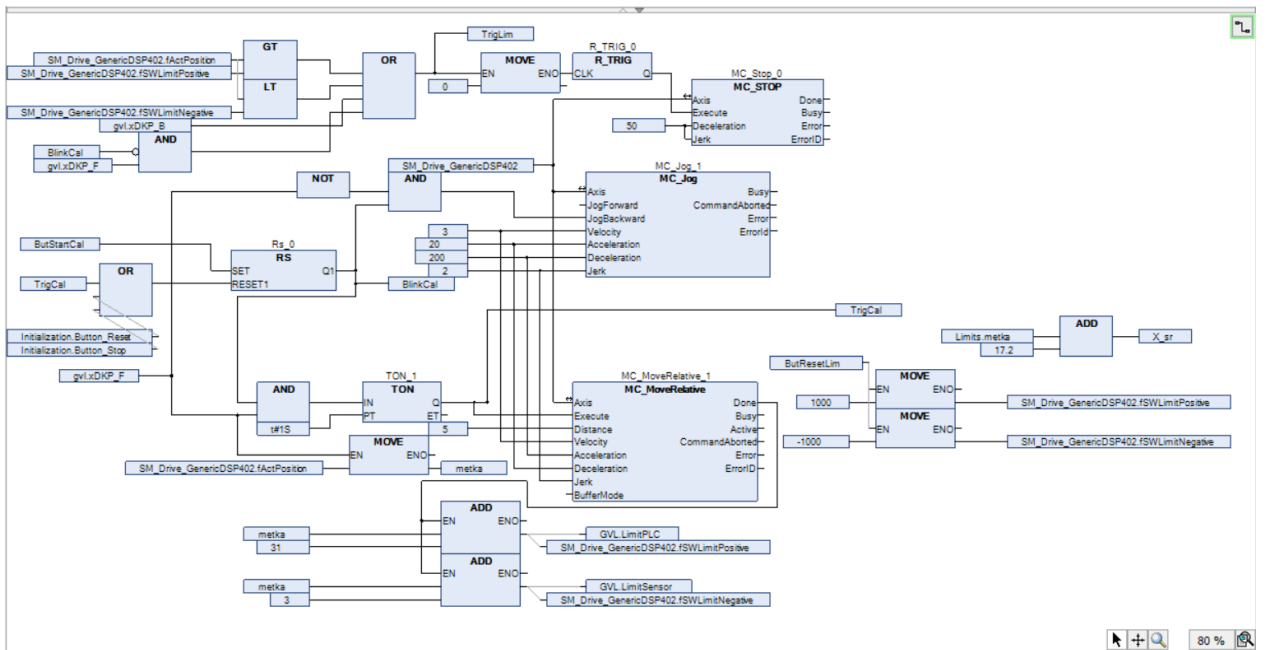 TrigLim
GT
SM_Drive_GenericDSP402.fActPosition
SM_Drive_GenericDSP402.fSWLimitPositive
LT
SM_Drive_GenericDSP402.fSWLimitNegative
gvl.xDKP_B
AND
BlinkCal
gvl.xDKP_F
OR
MOVE
EN ENO
0
R_TRIG_0
R_TRIG
CLK Q
MC_Stop_0
MC_STOP
Axis Done
Execute Busy
50
Deceleration Error
Jerk ErrorID
NOT
SM_Drive_GenericDSP402
AND
MC_Jog_1
MC_Jog
Axis Busy
JogForward CommandAborted
JogBackward Error
3
Velocity ErrorId
20
Acceleration
200
Deceleration
2
Jerk
BlinkCal
ButStartCal
Rs_0
RS
SET Q1
RESET1
OR
TrigCal
Initialization.Button_Reset
Initialization.Button_Stop
gvl.xDKP_F
TrigCal
AND
t#1S
TON_1
TON
IN Q
PT ET
5
MOVE
EN ENO
SM_Drive_GenericDSP402.fActPosition
metka
MC_MoveRelative_1
MC_MoveRelative
Axis Done
Execute Busy
Distance Active
Velocity CommandAborted
Acceleration Error
Deceleration ErrorID
Jerk
BufferMode
Limits.metka
17.2
ADD
X_sr
ButResetLim
MOVE
EN ENO
1000
SM_Drive_GenericDSP402.fSWLimitPositive
MOVE
EN ENO
-1000
SM_Drive_GenericDSP402.fSWLimitNegative
ADD
EN ENO
metka
31
GVL.LimitPLC
SM_Drive_GenericDSP402.fSWLimitPositive
ADD
EN ENO
metka
3
GVL.LimitSensor
SM_Drive_GenericDSP402.fSWLimitNegative
80 %